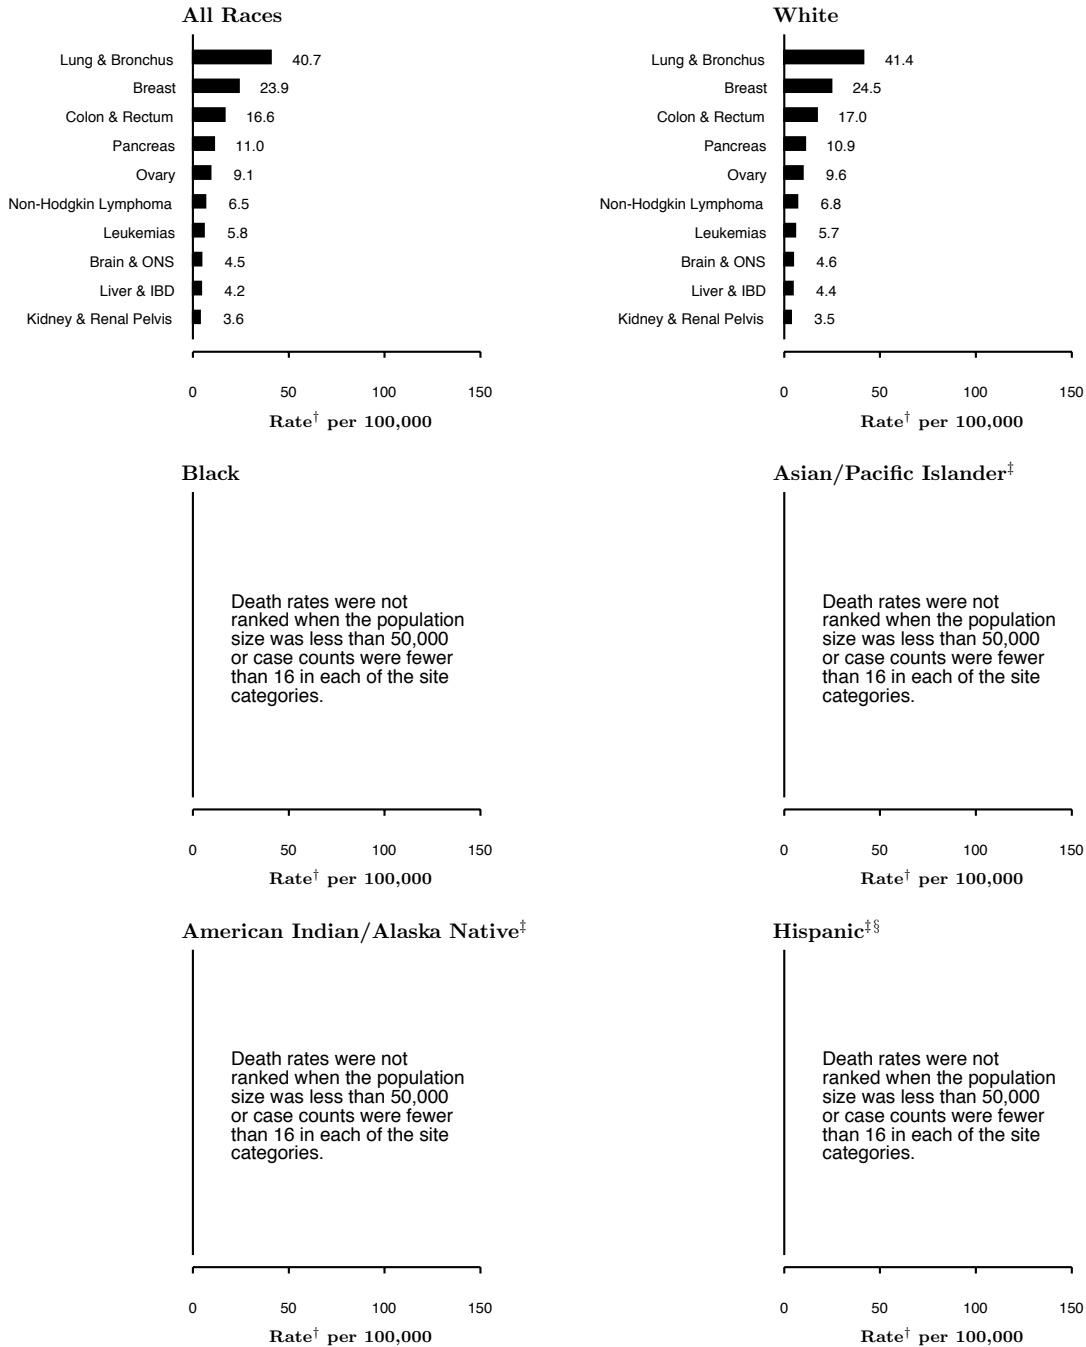 All Races
Lung & Bronchus 40.7
Breast 23.9
Colon & Rectum 16.6
Pancreas 11.0
Ovary 9.1
Non-Hodgkin Lymphoma 6.5
Leukemias 5.8
Brain & ONS 4.5
Liver & IBD 4.2
Kidney & Renal Pelvis 3.6
0 50 100 150
Rate† per 100,000
White
Lung & Bronchus 41.4
Breast 24.5
Colon & Rectum 17.0
Pancreas 10.9
Ovary 9.6
Non-Hodgkin Lymphoma 6.8
Leukemias 5.7
Brain & ONS 4.6
Liver & IBD 4.4
Kidney & Renal Pelvis 3.5
0 50 100 150
Rate† per 100,000
Black
Death rates were not
ranked when the population
size was less than 50,000
or case counts were fewer
than 16 in each of the site
categories.
0 50 100 150
Rate† per 100,000
Asian/Pacific Islander‡
Death rates were not
ranked when the population
size was less than 50,000
or case counts were fewer
than 16 in each of the site
categories.
0 50 100 150
Rate† per 100,000
American Indian/Alaska Native‡
Death rates were not
ranked when the population
size was less than 50,000
or case counts were fewer
than 16 in each of the site
categories.
0 50 100 150
Rate† per 100,000
Hispanic‡§
Death rates were not
ranked when the population
size was less than 50,000
or case counts were fewer
than 16 in each of the site
categories.
0 50 100 150
Rate† per 100,000